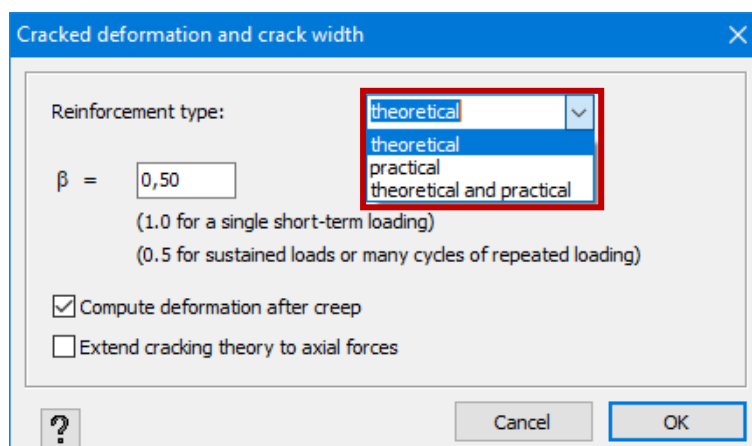 Cracked deformation and crack width
Reinforcement type:
theoretical
theoretical
practical
theoretical and practical
β =
0,50
(1.0 for a single short-term loading)
(0.5 for sustained loads or many cycles of repeated loading)
Compute deformation after creep
Extend cracking theory to axial forces
?
Cancel
OK